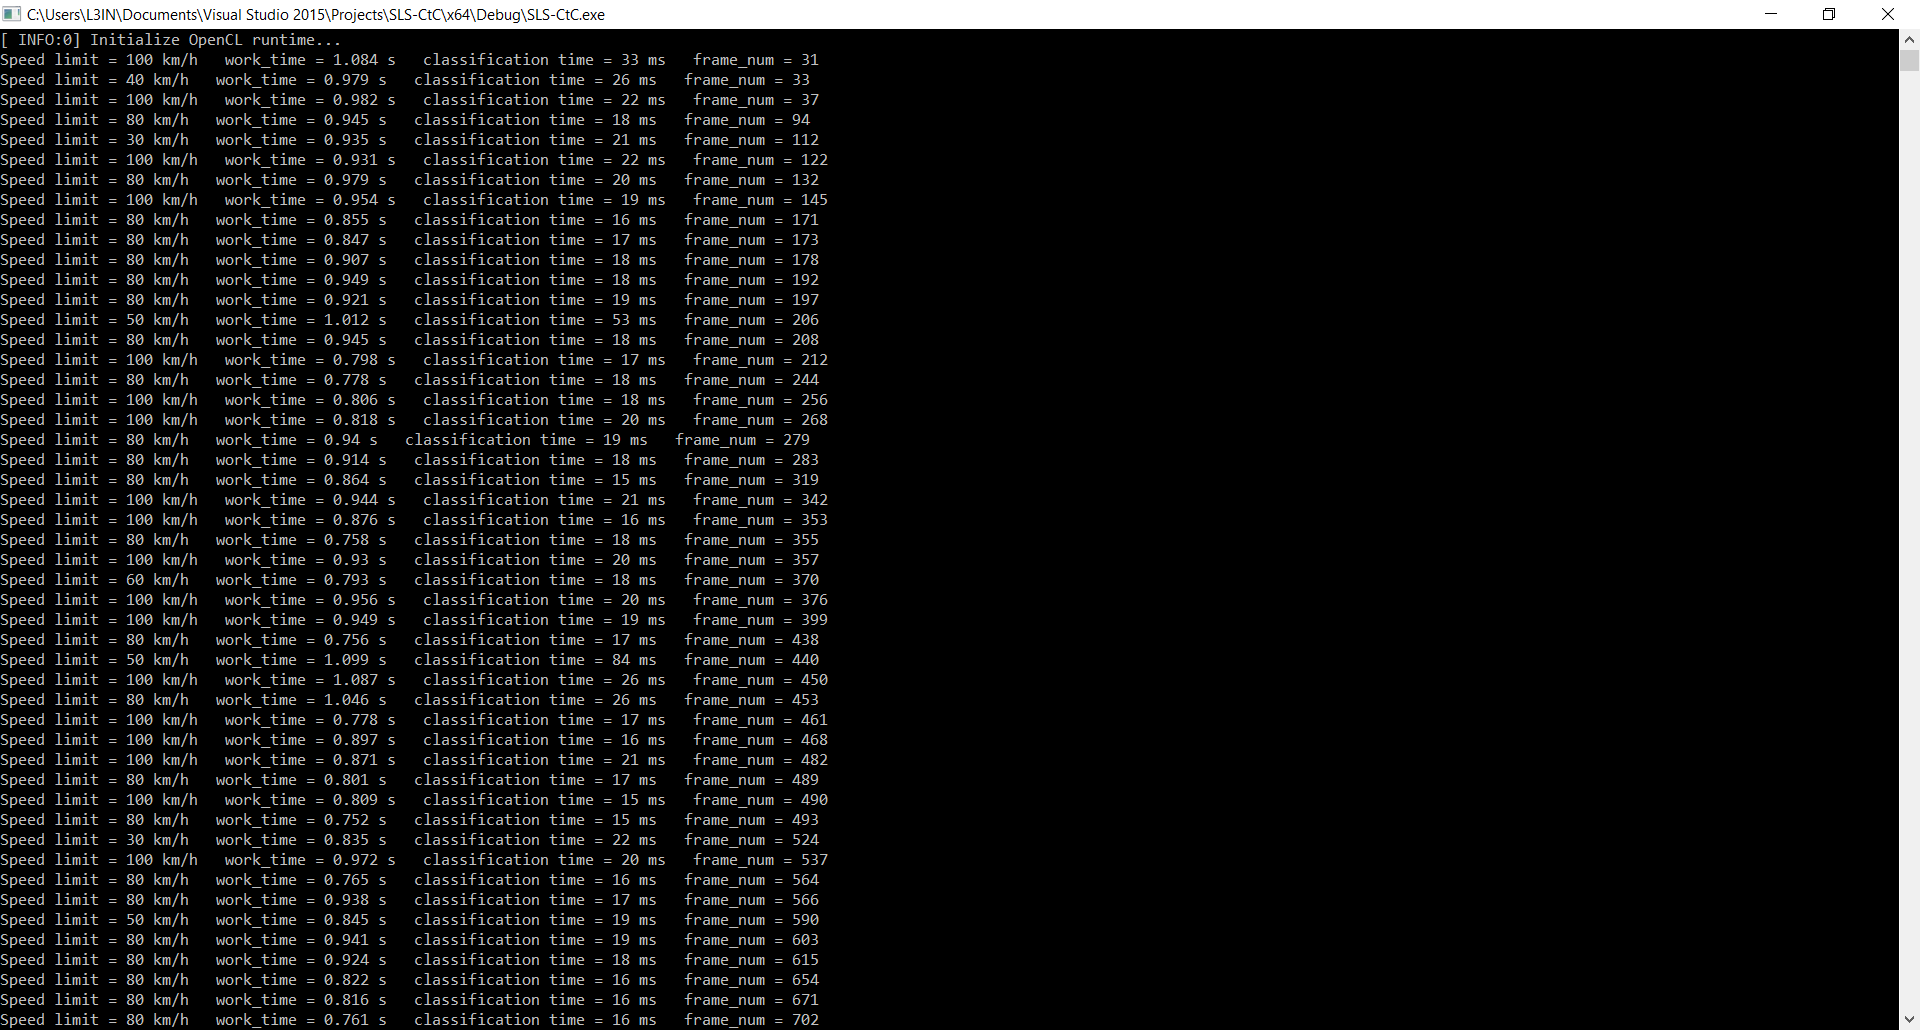 C:\Users\L3IN\Documents\Visual Studio 2015\Projects\SLS-CtC\x64\Debug\SLS-CtC.exe
[ INFO:0] Initialize OpenCL runtime...
Speed limit = 100 km/h   work_time = 1.084 s   classification time = 33 ms   frame_num = 31
Speed limit = 40 km/h   work_time = 0.979 s   classification time = 26 ms   frame_num = 33
Speed limit = 100 km/h   work_time = 0.982 s   classification time = 22 ms   frame_num = 37
Speed limit = 80 km/h   work_time = 0.945 s   classification time = 18 ms   frame_num = 94
Speed limit = 30 km/h   work_time = 0.935 s   classification time = 21 ms   frame_num = 112
Speed limit = 100 km/h   work_time = 0.931 s   classification time = 22 ms   frame_num = 122
Speed limit = 80 km/h   work_time = 0.979 s   classification time = 20 ms   frame_num = 132
Speed limit = 100 km/h   work_time = 0.954 s   classification time = 19 ms   frame_num = 145
Speed limit = 80 km/h   work_time = 0.855 s   classification time = 16 ms   frame_num = 171
Speed limit = 80 km/h   work_time = 0.847 s   classification time = 17 ms   frame_num = 173
Speed limit = 80 km/h   work_time = 0.907 s   classification time = 18 ms   frame_num = 178
Speed limit = 80 km/h   work_time = 0.949 s   classification time = 18 ms   frame_num = 192
Speed limit = 80 km/h   work_time = 0.921 s   classification time = 19 ms   frame_num = 197
Speed limit = 50 km/h   work_time = 1.012 s   classification time = 53 ms   frame_num = 206
Speed limit = 80 km/h   work_time = 0.945 s   classification time = 18 ms   frame_num = 208
Speed limit = 100 km/h   work_time = 0.798 s   classification time = 17 ms   frame_num = 212
Speed limit = 80 km/h   work_time = 0.778 s   classification time = 18 ms   frame_num = 244
Speed limit = 100 km/h   work_time = 0.806 s   classification time = 18 ms   frame_num = 256
Speed limit = 100 km/h   work_time = 0.818 s   classification time = 20 ms   frame_num = 268
Speed limit = 80 km/h   work_time = 0.94 s   classification time = 19 ms   frame_num = 279
Speed limit = 80 km/h   work_time = 0.914 s   classification time = 18 ms   frame_num = 283
Speed limit = 80 km/h   work_time = 0.864 s   classification time = 15 ms   frame_num = 319
Speed limit = 100 km/h   work_time = 0.944 s   classification time = 21 ms   frame_num = 342
Speed limit = 100 km/h   work_time = 0.876 s   classification time = 16 ms   frame_num = 353
Speed limit = 80 km/h   work_time = 0.758 s   classification time = 18 ms   frame_num = 355
Speed limit = 100 km/h   work_time = 0.93 s   classification time = 20 ms   frame_num = 357
Speed limit = 60 km/h   work_time = 0.793 s   classification time = 18 ms   frame_num = 370
Speed limit = 100 km/h   work_time = 0.956 s   classification time = 20 ms   frame_num = 376
Speed limit = 100 km/h   work_time = 0.949 s   classification time = 19 ms   frame_num = 399
Speed limit = 80 km/h   work_time = 0.756 s   classification time = 17 ms   frame_num = 438
Speed limit = 50 km/h   work_time = 1.099 s   classification time = 84 ms   frame_num = 440
Speed limit = 100 km/h   work_time = 1.087 s   classification time = 26 ms   frame_num = 450
Speed limit = 80 km/h   work_time = 1.046 s   classification time = 26 ms   frame_num = 453
Speed limit = 100 km/h   work_time = 0.778 s   classification time = 17 ms   frame_num = 461
Speed limit = 100 km/h   work_time = 0.897 s   classification time = 16 ms   frame_num = 468
Speed limit = 100 km/h   work_time = 0.871 s   classification time = 21 ms   frame_num = 482
Speed limit = 80 km/h   work_time = 0.801 s   classification time = 17 ms   frame_num = 489
Speed limit = 100 km/h   work_time = 0.809 s   classification time = 15 ms   frame_num = 490
Speed limit = 80 km/h   work_time = 0.752 s   classification time = 15 ms   frame_num = 493
Speed limit = 30 km/h   work_time = 0.835 s   classification time = 22 ms   frame_num = 524
Speed limit = 100 km/h   work_time = 0.972 s   classification time = 20 ms   frame_num = 537
Speed limit = 80 km/h   work_time = 0.765 s   classification time = 16 ms   frame_num = 564
Speed limit = 80 km/h   work_time = 0.938 s   classification time = 17 ms   frame_num = 566
Speed limit = 50 km/h   work_time = 0.845 s   classification time = 19 ms   frame_num = 590
Speed limit = 80 km/h   work_time = 0.941 s   classification time = 19 ms   frame_num = 603
Speed limit = 80 km/h   work_time = 0.924 s   classification time = 18 ms   frame_num = 615
Speed limit = 80 km/h   work_time = 0.822 s   classification time = 16 ms   frame_num = 654
Speed limit = 80 km/h   work_time = 0.816 s   classification time = 16 ms   frame_num = 671
Speed limit = 80 km/h   work_time = 0.761 s   classification time = 16 ms   frame_num = 702